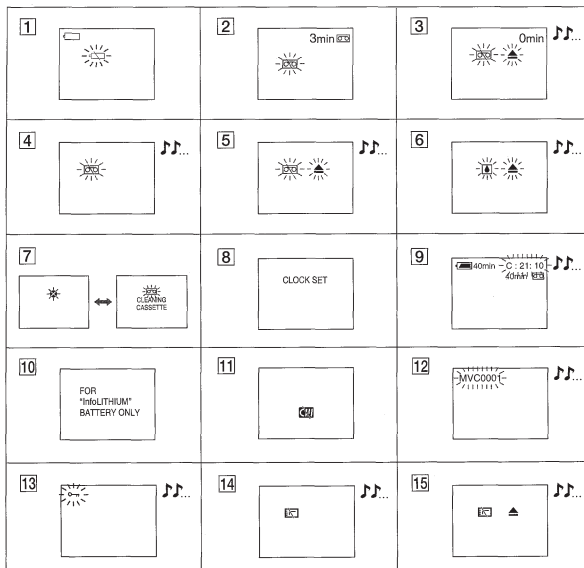 1
2
3min
3
0min
4
5
6
7
CLEANING
CASSETTE
8
CLOCK SET
9
40min
C : 21 : 10
40min
10
FOR
"InfoLITHIUM"
BATTERY ONLY
11
12
MVC0001
13
14
15